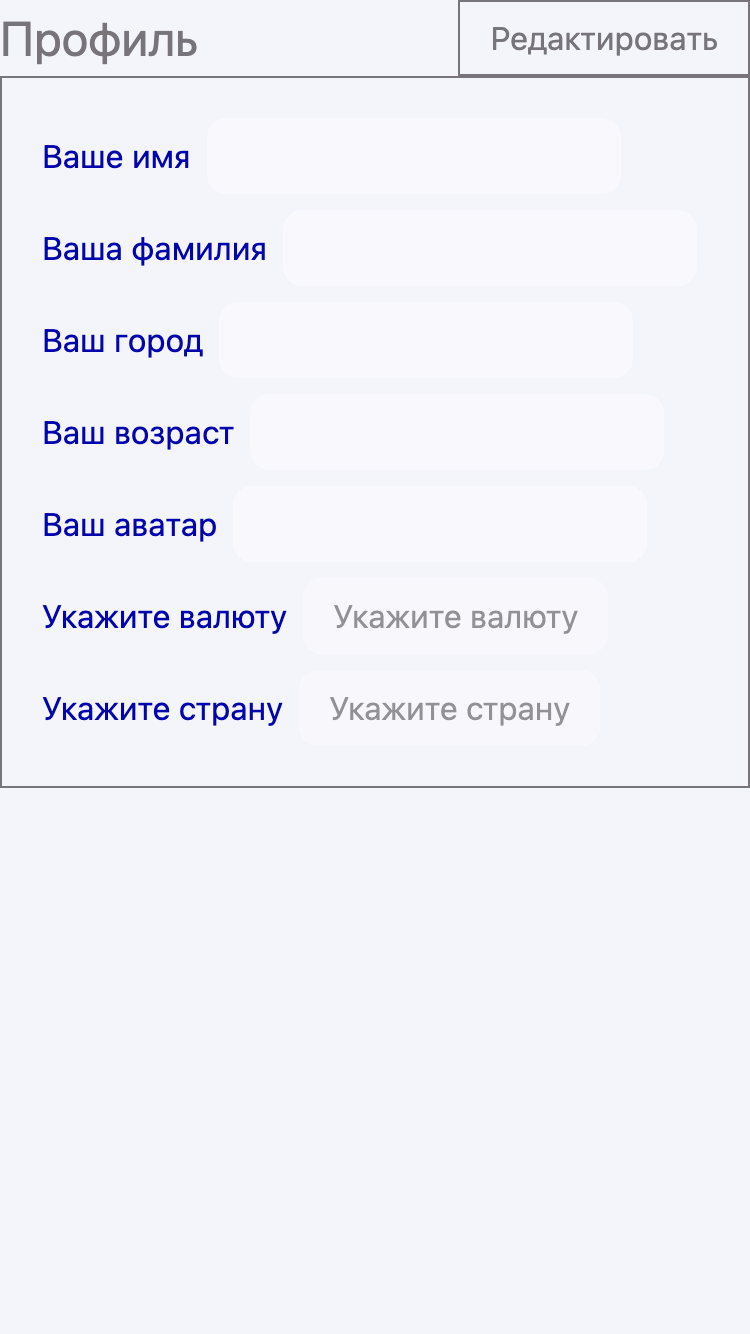 Профиль
Редактировать
Ваше имя
Ваша фамилия
Ваш город
Ваш возраст
Ваш аватар
Укажите валюту Укажите валюту
Укажите страну Укажите страну